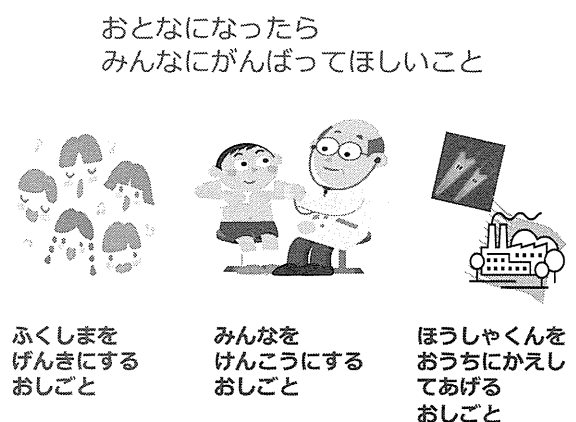 おとなになったら
みんなにがんばってほしいこと
ふくしまを
げんきにする
おしごと
みんなを
けんこうにする
おしごと
ほうしゃくんを
おうちにかえし
てあげる
おしごと